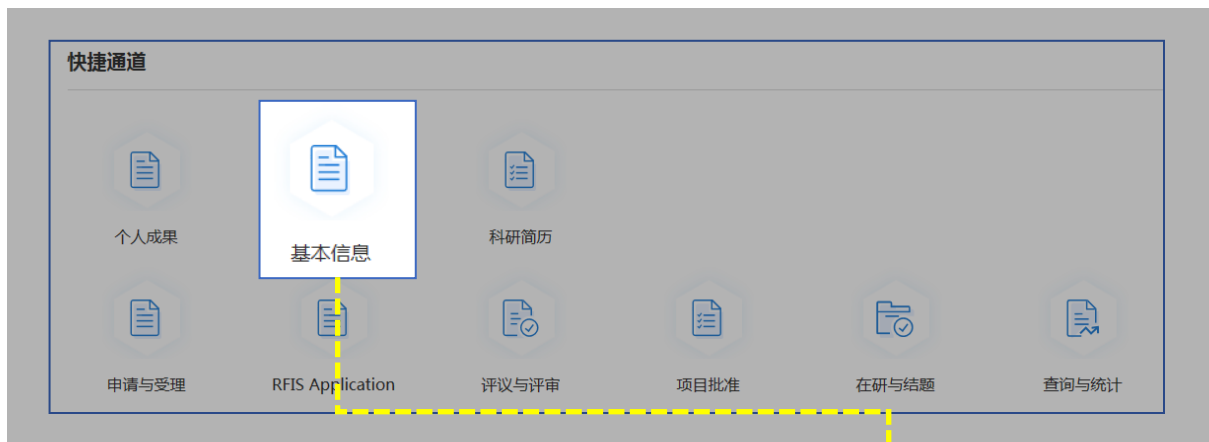 快捷通道
个人成果
基本信息
科研简历
申请与受理
RFIS Application
评议与评审
项目批准
在研与结题
查询与统计